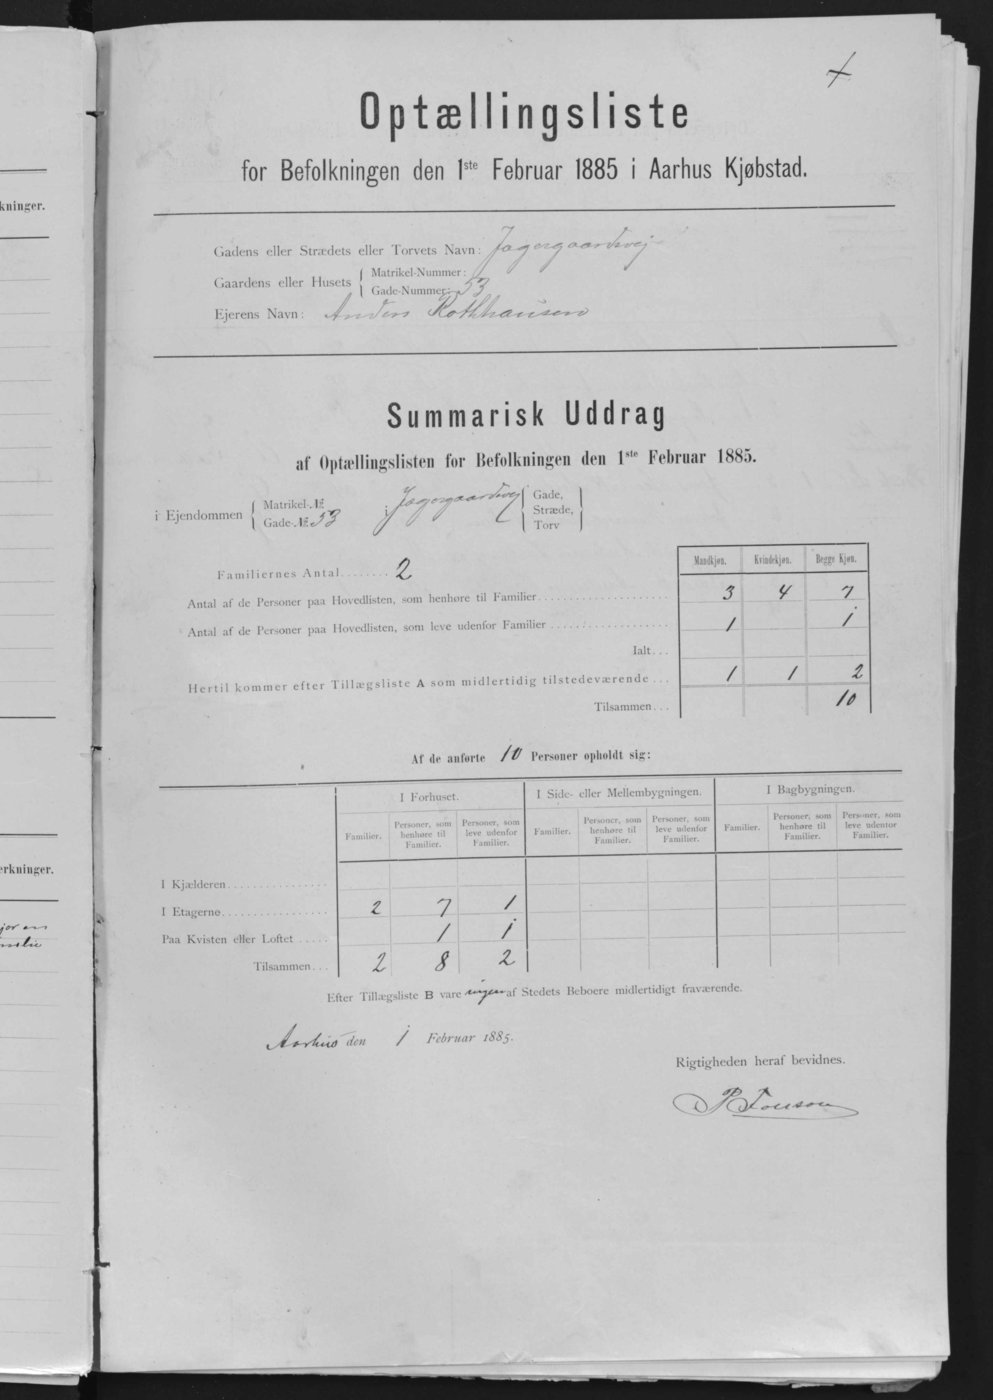 Optællingsliste
for Befolkningen den 1ste Februar 1885 i Aarhus Kjøbstad.
Gadens eller Strædets eller Torvets Navn: Jægergaardsvej
Gaardens eller Husets { Matrikel-Nummer:
Gade-Nummer: 53
Ejerens Navn: Anders Rothhausen
Summarisk Uddrag
af Optællingslisten for Befolkningen den 1ste Februar 1885.
i Ejendommen { Matrikel-№
Gade-№ 53 } i Jægergaardsvej { Gade, Stræde, Torv }
Mandkjøn. Kvindekjøn. Begge Kjøn.
Familiernes Antal........ 2
Antal af de Personer paa Hovedlisten, som henhøre til Familier 3 4 7
Antal af de Personer paa Hovedlisten, som leve udenfor Familier 1 1
Ialt...
Hertil kommer efter Tillægsliste A som midlertidig tilstedeværende... 1 1 2
Tilsammen... 10
Af de anførte 10 Personer opholdt sig:
I Forhuset. I Side- eller Mellembygningen. I Bagbygningen.
Familier. Personer, som henhøre til Familier. Personer, som leve udenfor Familier. Familier. Personer, som henhøre til Familier. Personer, som leve udenfor Familier. Familier. Personer, som henhøre til Familier. Personer, som leve udenfor Familier.
I Kjælderen
I Etagerne 2 7 1
Paa Kvisten eller Loftet 1 1
Tilsammen... 2 8 2
Efter Tillægsliste B vare ingen af Stedets Beboere midlertidigt fraværende.
Aarhus den 1 Februar 1885.
Rigtigheden heraf bevidnes.
kninger.
erkninger.